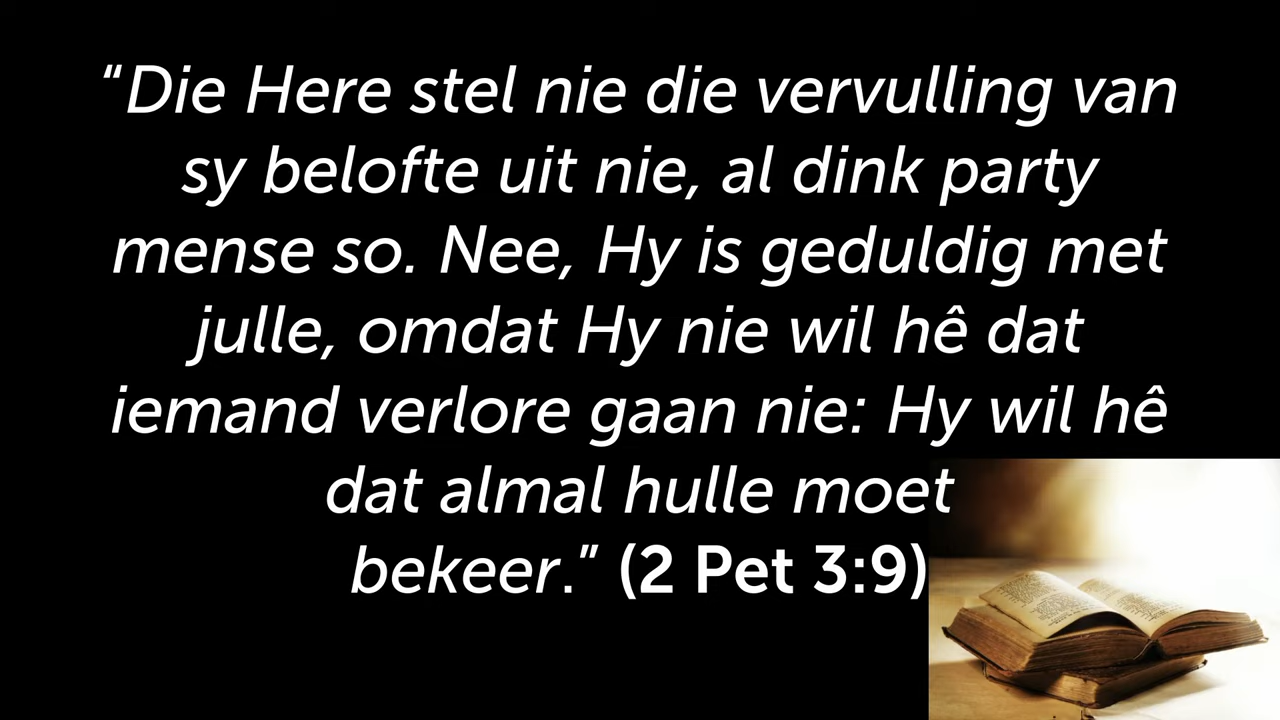 “Die Here stel nie die vervulling van
sy belofte uit nie, al dink party
mense so. Nee, Hy is geduldig met
julle, omdat Hy nie wil hê dat
iemand verlore gaan nie: Hy wil hê
dat almal hulle moet
bekeer.” (2 Pet 3:9)